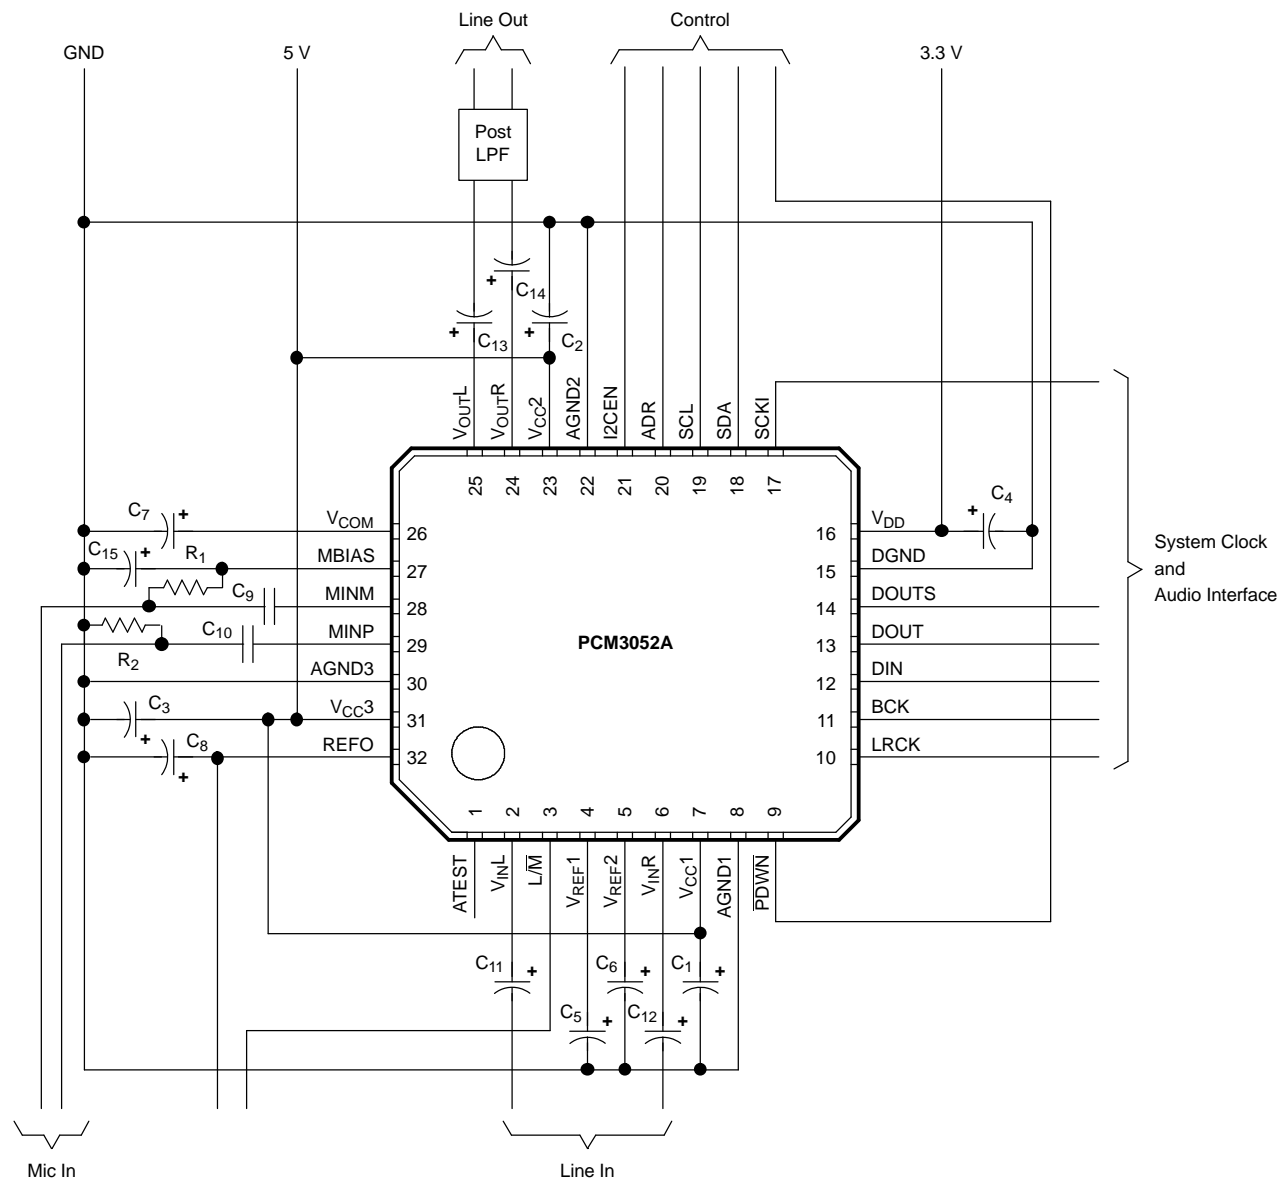 Line Out
Control
GND
5 V
3.3 V
Post
LPF
+
C14
+
C13
+
C2
VOUTL
VOUTR
VCC2
AGND2
I2CEN
ADR
SCL
SDA
SCKI
25
24
23
22
21
20
19
18
17
C7
+
VCOM
26
C15
+
R1
MBIAS
27
C9
MINM
28
C10
MINP
29
R2
AGND3
30
C3
+
VCC3
31
C8
+
REFO
32
PCM3052A
16
VDD
+
C4
15
DGND
14
DOUTS
13
DOUT
12
DIN
11
BCK
10
LRCK
System Clock
and
Audio Interface
1
2
3
4
5
6
7
8
9
ATEST
VINL
L/M̅
VREF1
VREF2
VINR
VCC1
AGND1
P̅D̅W̅N̅
C11
+
C6
+
C1
+
C5
+
C12
+
Mic In
Line In